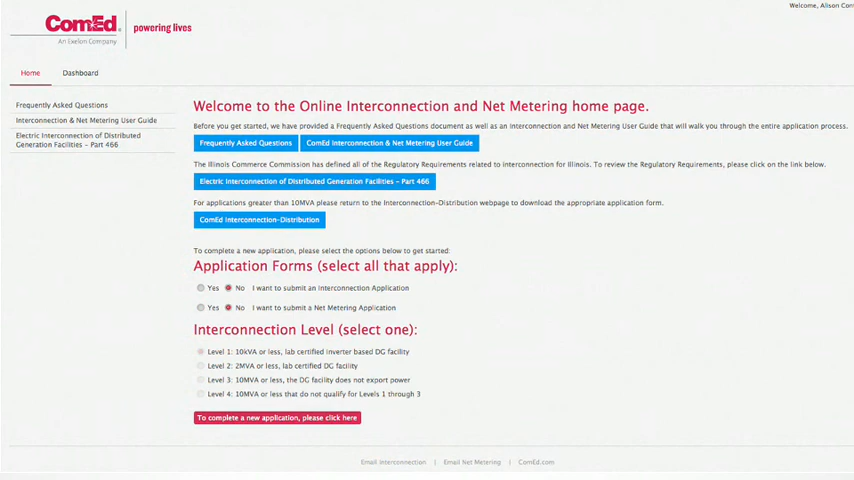 Welcome, Alison
ComEd
An Exelon Company
powering lives
Home
Dashboard
Frequently Asked Questions
Interconnection & Net Metering User Guide
Electric Interconnection of Distributed
Generation Facilities - Part 466
Welcome to the Online Interconnection and Net Metering home page.
Before you get started, we have provided a Frequently Asked Questions document as well as an Interconnection and Net Metering User Guide that will walk you through the entire application process.
Frequently Asked Questions
ComEd Interconnection & Net Metering User Guide
The Illinois Commerce Commission has defined all of the Regulatory Requirements related to Interconnection for Illinois. To review the Regulatory Requirements, please click on the link below.
Electric Interconnection of Distributed Generation Facilities - Part 466
For applications greater than 10MVA please return to the Interconnection-Distribution webpage to download the appropriate application form.
ComEd Interconnection-Distribution
To complete a new application, please select the options below to get started:
Application Forms (select all that apply):
Yes No I want to submit an Interconnection Application
Yes No I want to submit a Net Metering Application
Interconnection Level (select one):
Level 1: 10kVA or less, lab certified inverter based DG facility
Level 2: 2MVA or less, lab certified DG facility
Level 3: 10MVA or less, the DG facility does not export power
Level 4: 10MVA or less that do not qualify for Levels 1 through 3
To complete a new application, please click here
Email Interconnection | Email Net Metering | ComEd.com